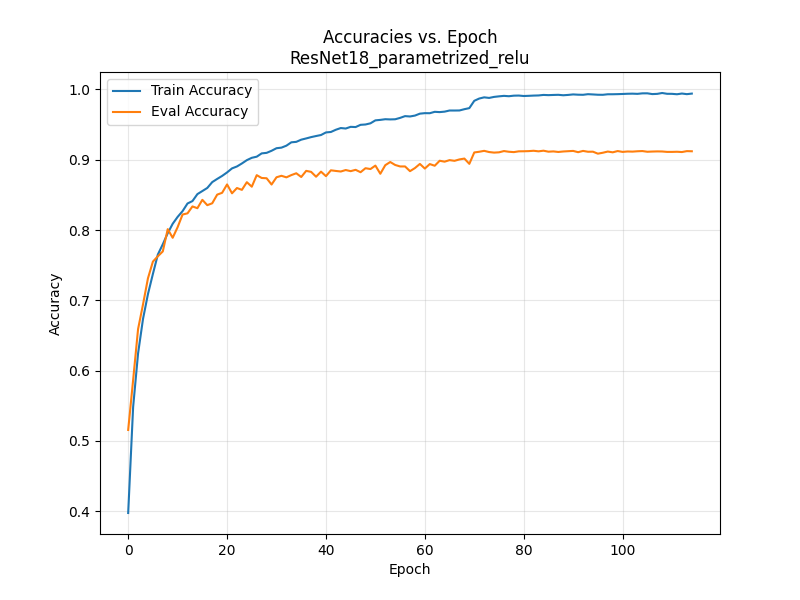 Accuracies vs. Epoch
ResNet18_parametrized_relu
Train Accuracy
Eval Accuracy
1.0
0.9
0.8
0.7
0.6
0.5
0.4
Accuracy
0 20 40 60 80 100
Epoch